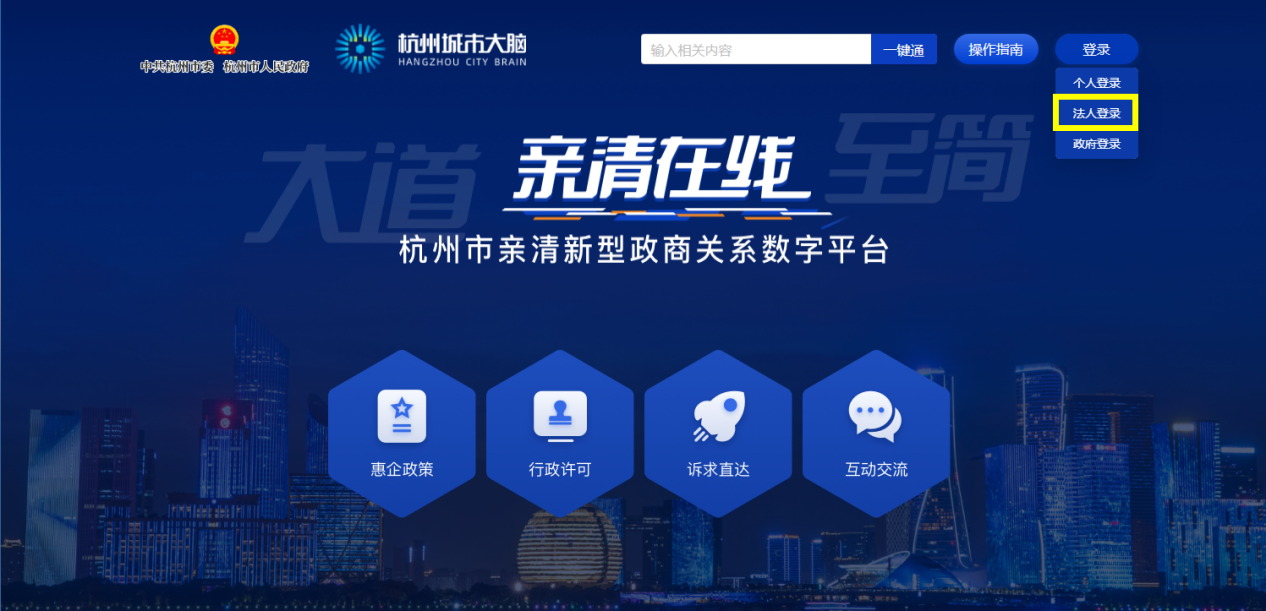 中共杭州市委 杭州市人民政府
杭州城市大脑
HANGZHOU CITY BRAIN
输入相关内容
一键通
操作指南
登录
个人登录
法人登录
政府登录
大道
亲清在线
至简
杭州市亲清新型政商关系数字平台
惠企政策
行政许可
诉求直达
互动交流